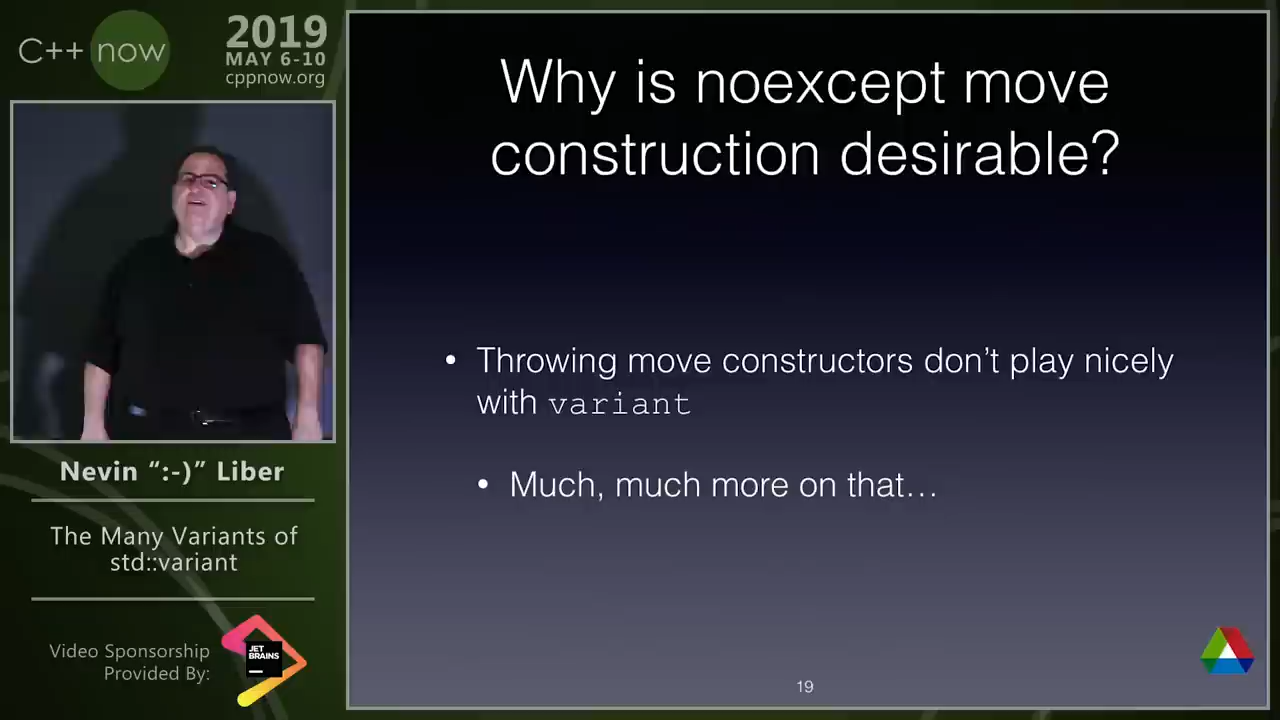 C++ now
2019
MAY 6-10
cppnow.org
Why is noexcept move
construction desirable?
• Throwing move constructors don’t play nicely
with variant
• Much, much more on that…
Nevin “:-)” Liber
The Many Variants of
std::variant
Video Sponsorship
Provided By:
JET
BRAINS
19